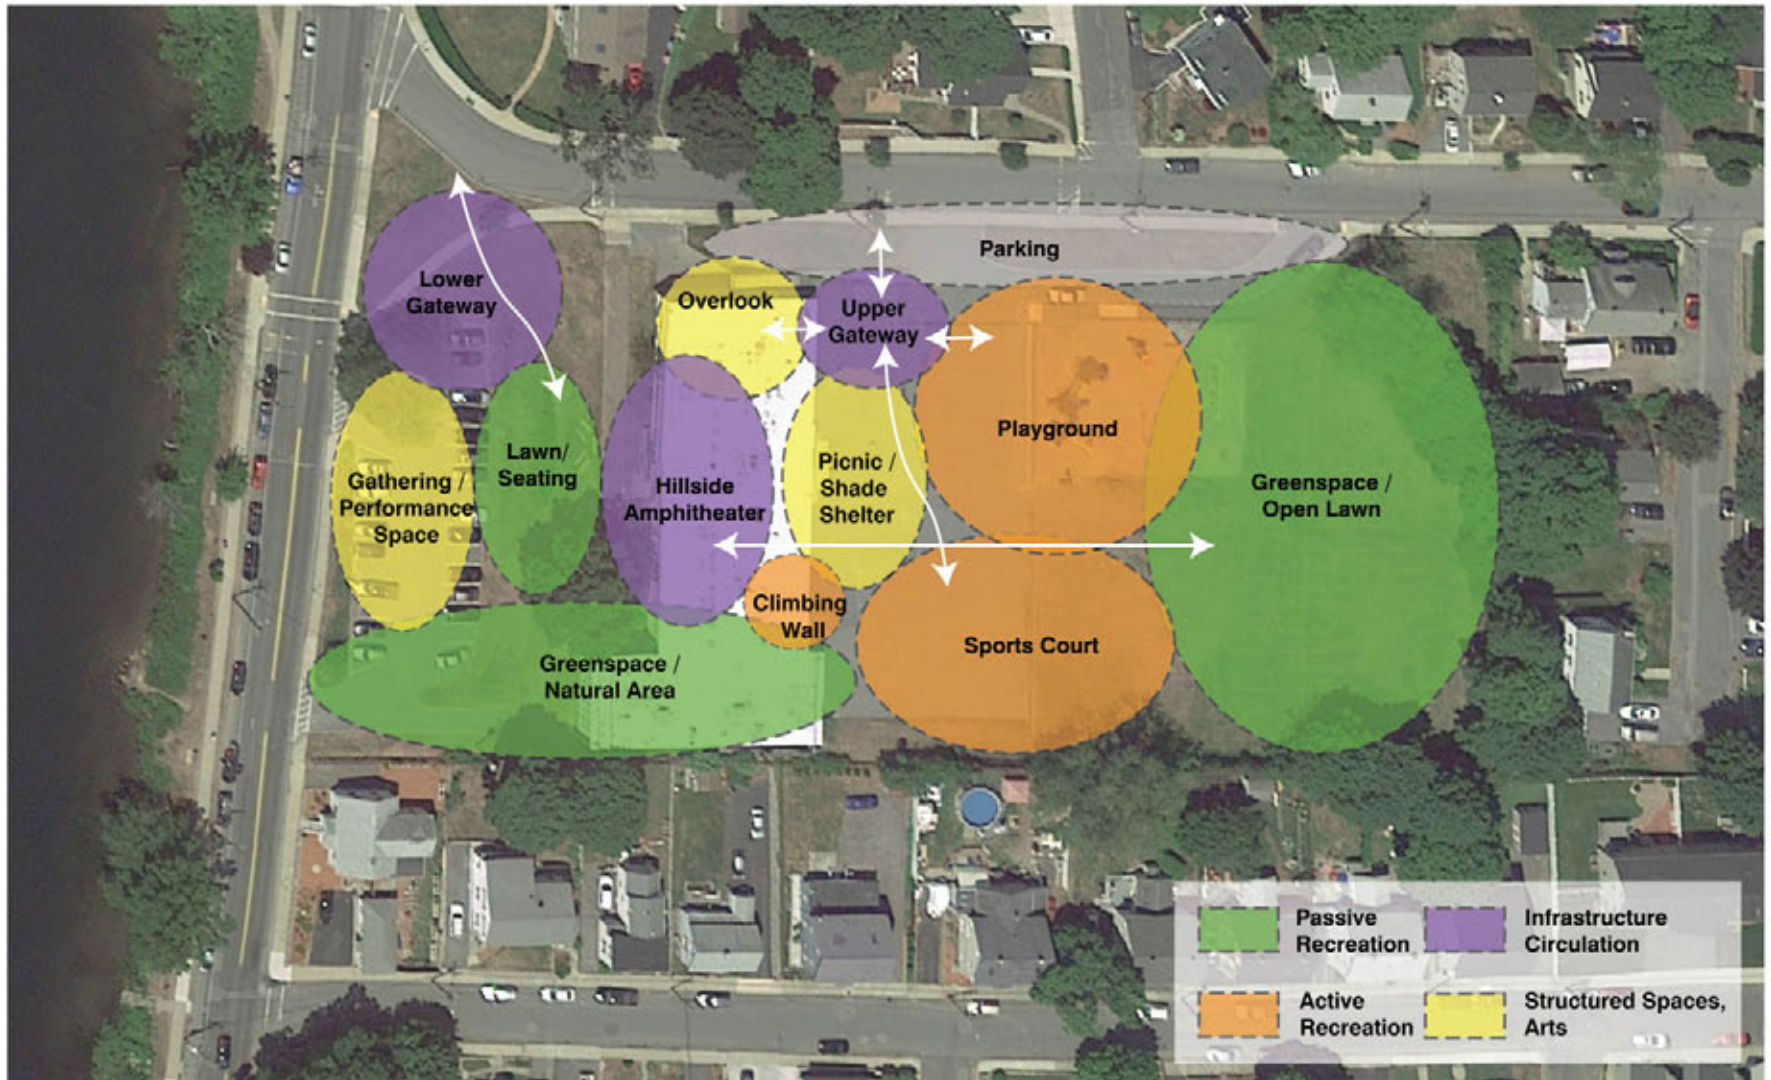 Parking
Lower
Gateway
Overlook
Upper
Gateway
Playground
Gathering /
Performance
Space
Lawn/
Seating
Hillside
Amphitheater
Picnic /
Shade
Shelter
Greenspace /
Open Lawn
Climbing
Wall
Sports Court
Greenspace /
Natural Area
Passive
Recreation
Infrastructure
Circulation
Active
Recreation
Structured Spaces,
Arts